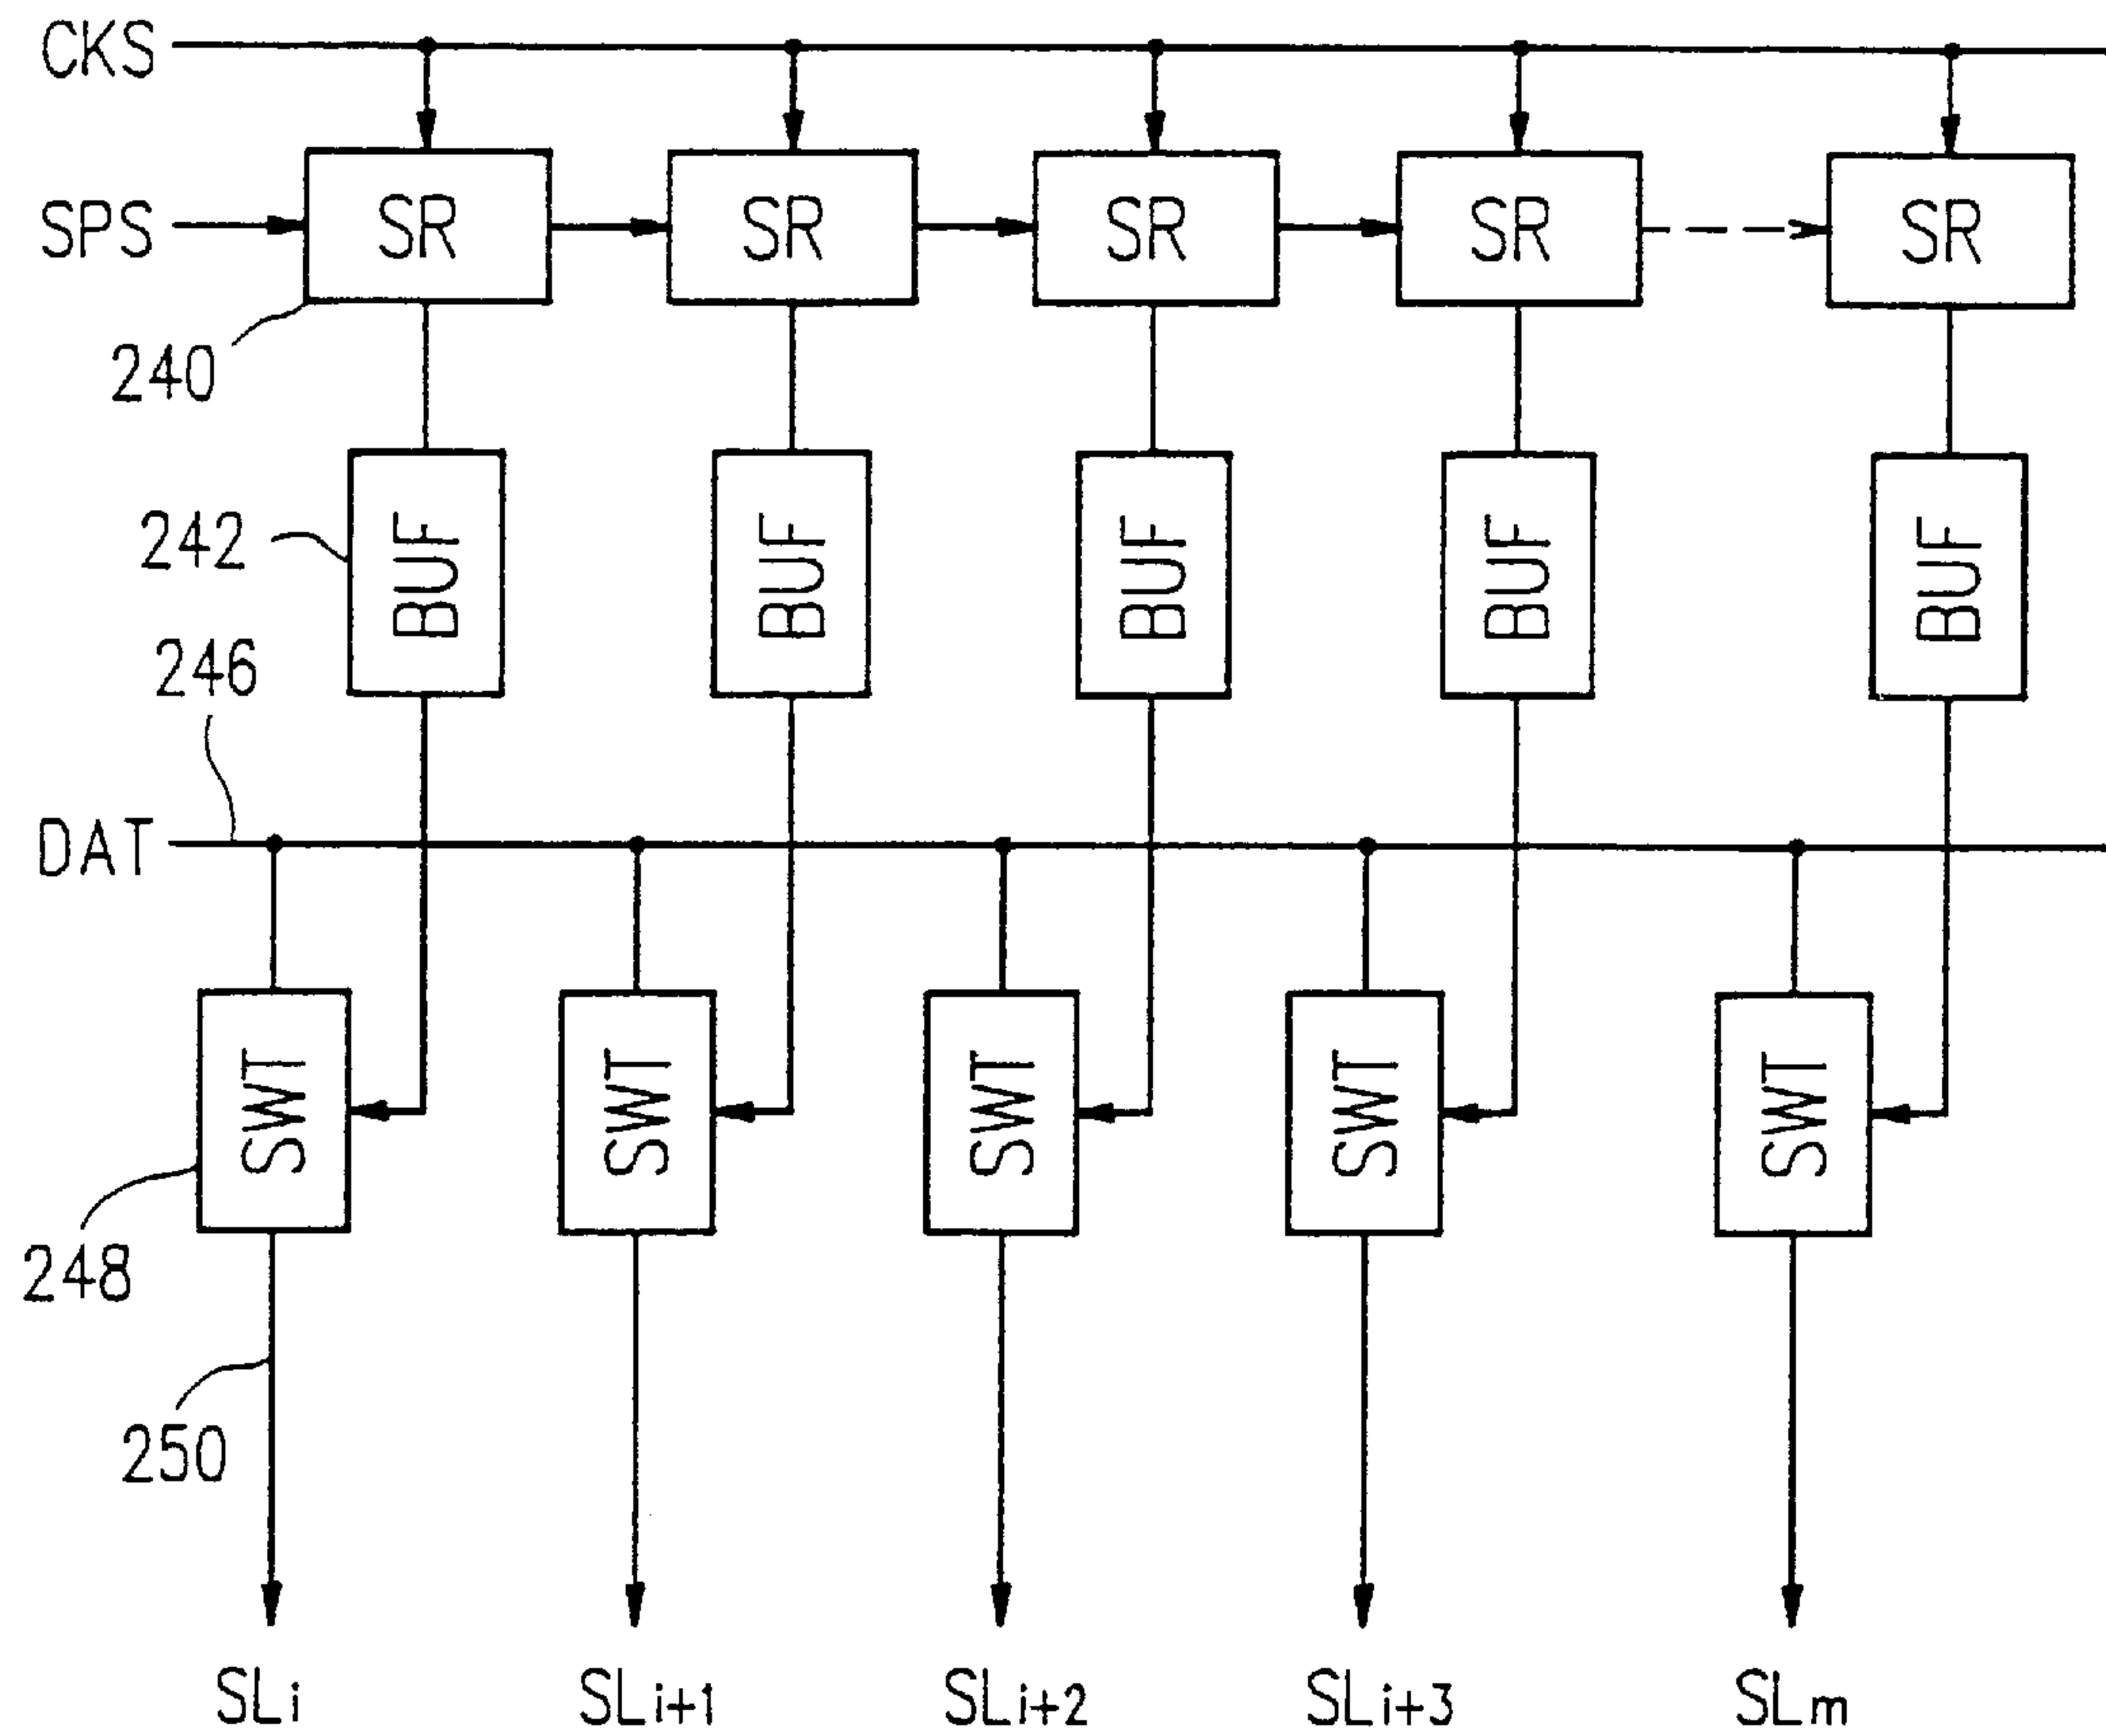 CKS
SPS
SR SR SR SR SR
240
242
BUF BUF BUF BUF BUF
246
DAT
SWT SWT SWT SWT SWT
248
250
SLi SLi+1 SLi+2 SLi+3 SLm